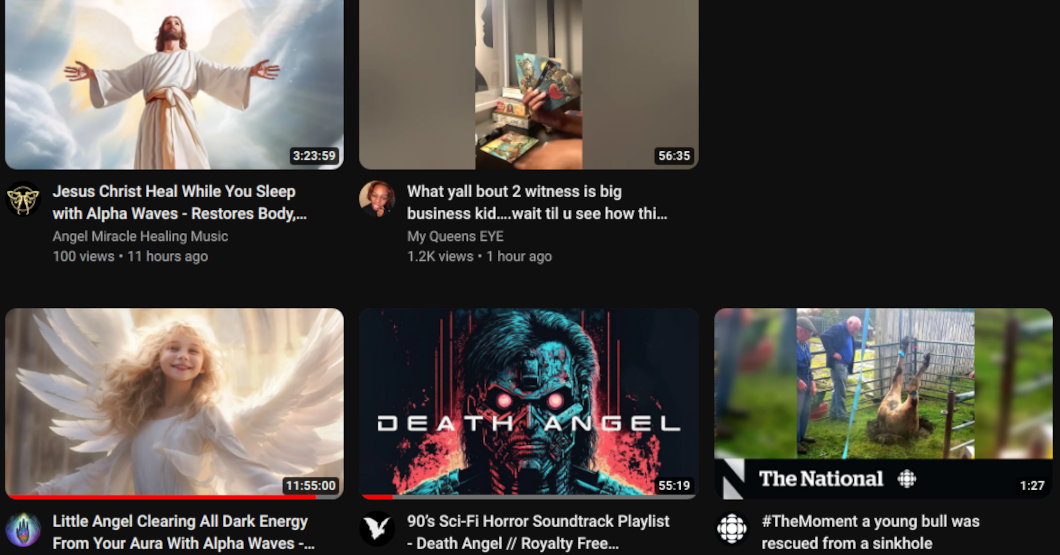 3:23:59
Jesus Christ Heal While You Sleep
with Alpha Waves - Restores Body,...
Angel Miracle Healing Music
100 views • 11 hours ago
56:35
What yall bout 2 witness is big
business kid....wait til u see how thi...
My Queens EYE
1.2K views • 1 hour ago
11:55:00
Little Angel Clearing All Dark Energy
From Your Aura With Alpha Waves -...
DEATH ANGEL
55:19
90's Sci-Fi Horror Soundtrack Playlist
- Death Angel // Royalty Free...
The National
1:27
#TheMoment a young bull was
rescued from a sinkhole